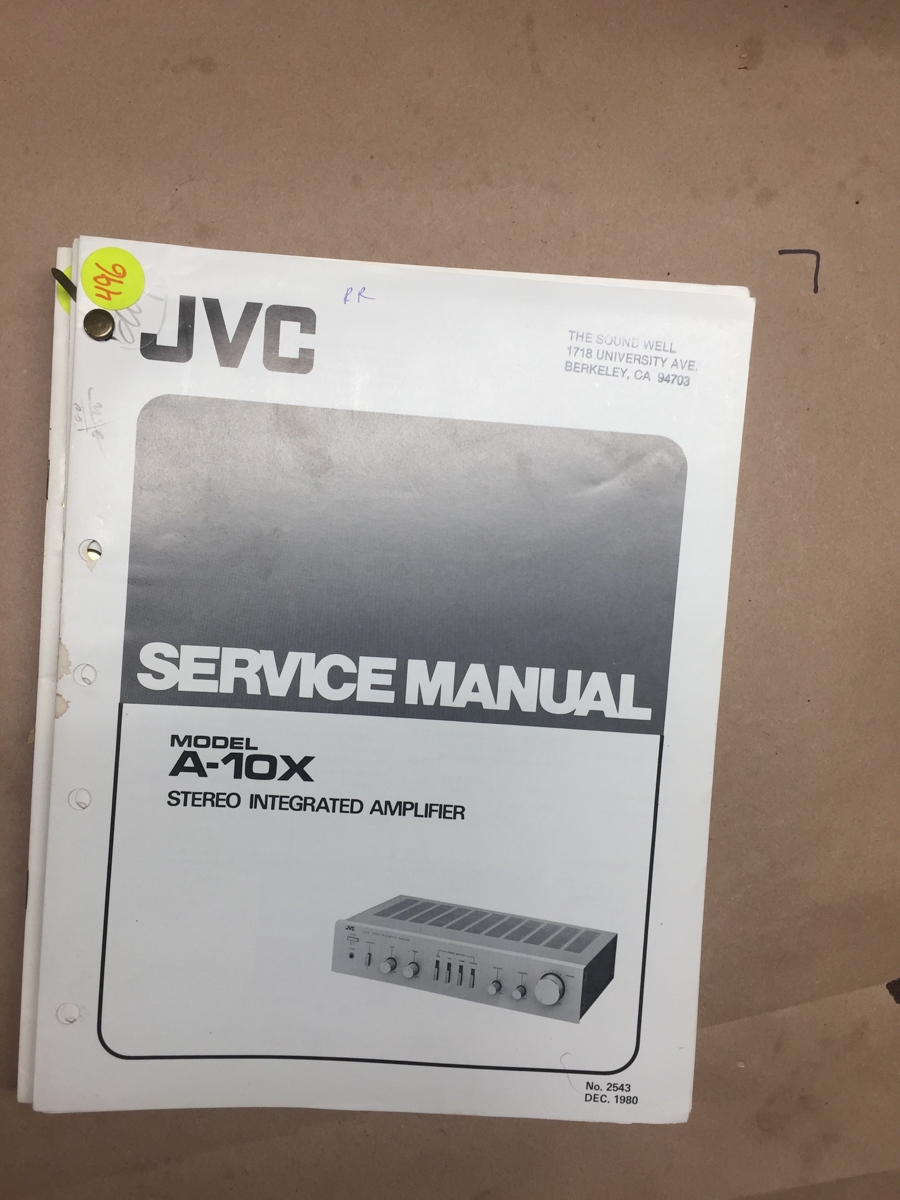 496
JVC
RR
THE SOUND WELL
1718 UNIVERSITY AVE.
BERKELEY, CA 94703
SERVICE MANUAL
MODEL
A-10X
STEREO INTEGRATED AMPLIFIER
JVC
No. 2543
DEC. 1980